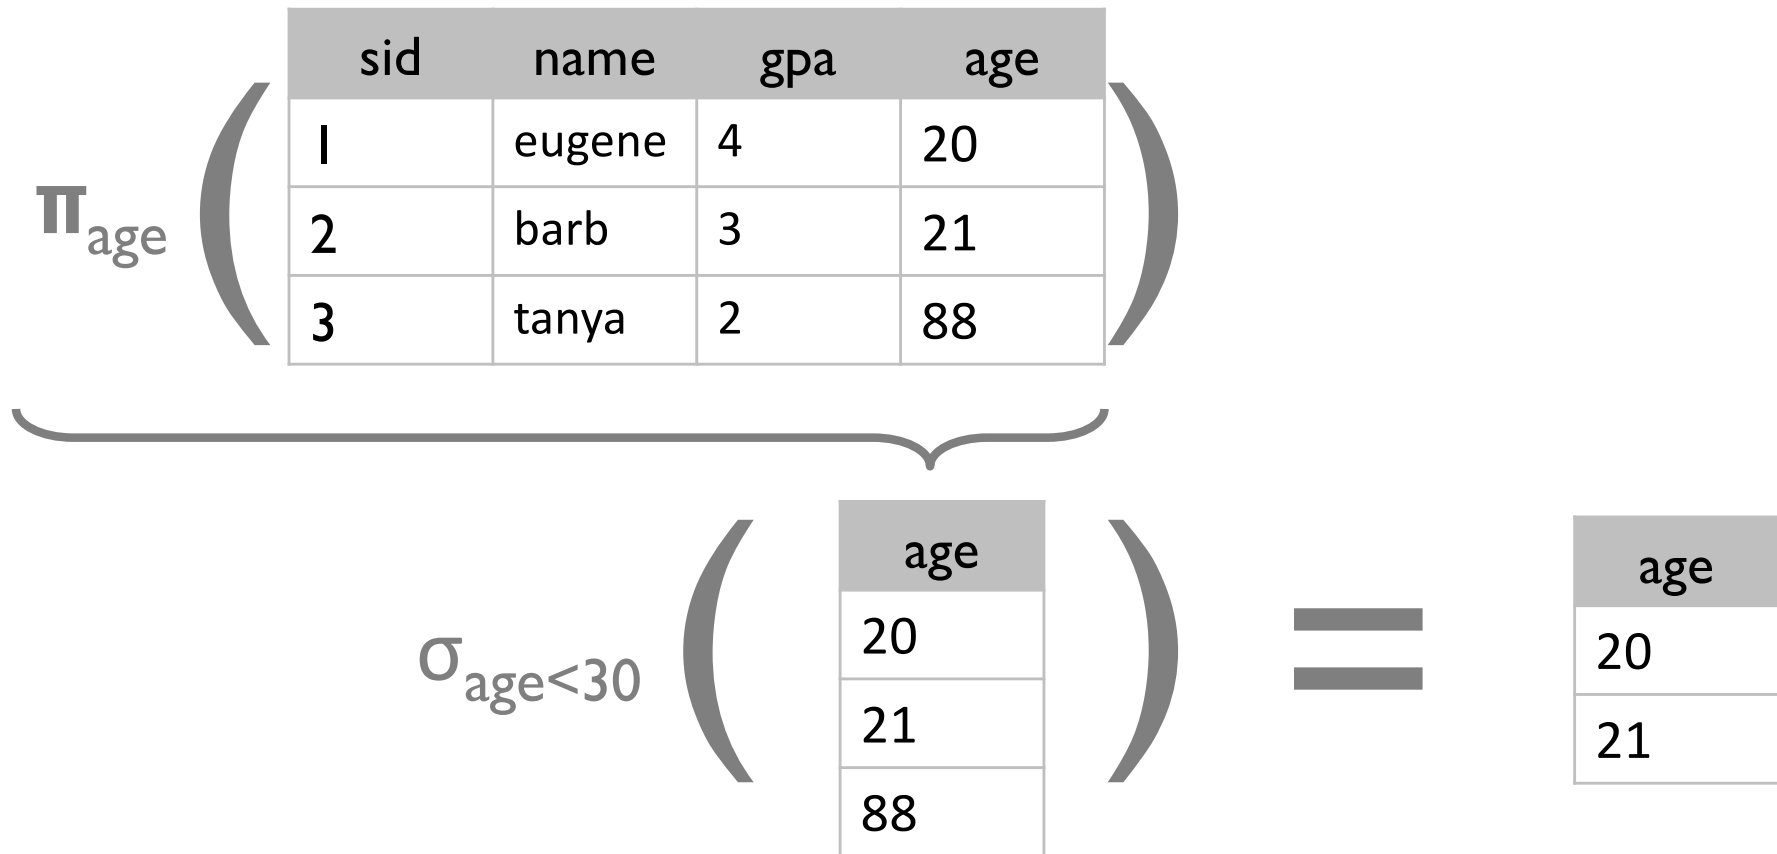 sid name gpa age
1 eugene 4 20
2 barb 3 21
3 tanya 2 88
π age ( )
age
20
21
88
σ age<30 ( ) =
age
20
21